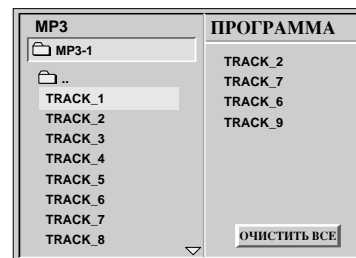 MP3
MP3-1
..
TRACK_1
TRACK_2
TRACK_3
TRACK_4
TRACK_5
TRACK_6
TRACK_7
TRACK_8
ПРОГРАММА
TRACK_2
TRACK_7
TRACK_6
TRACK_9
ОЧИСТИТЬ ВСЕ